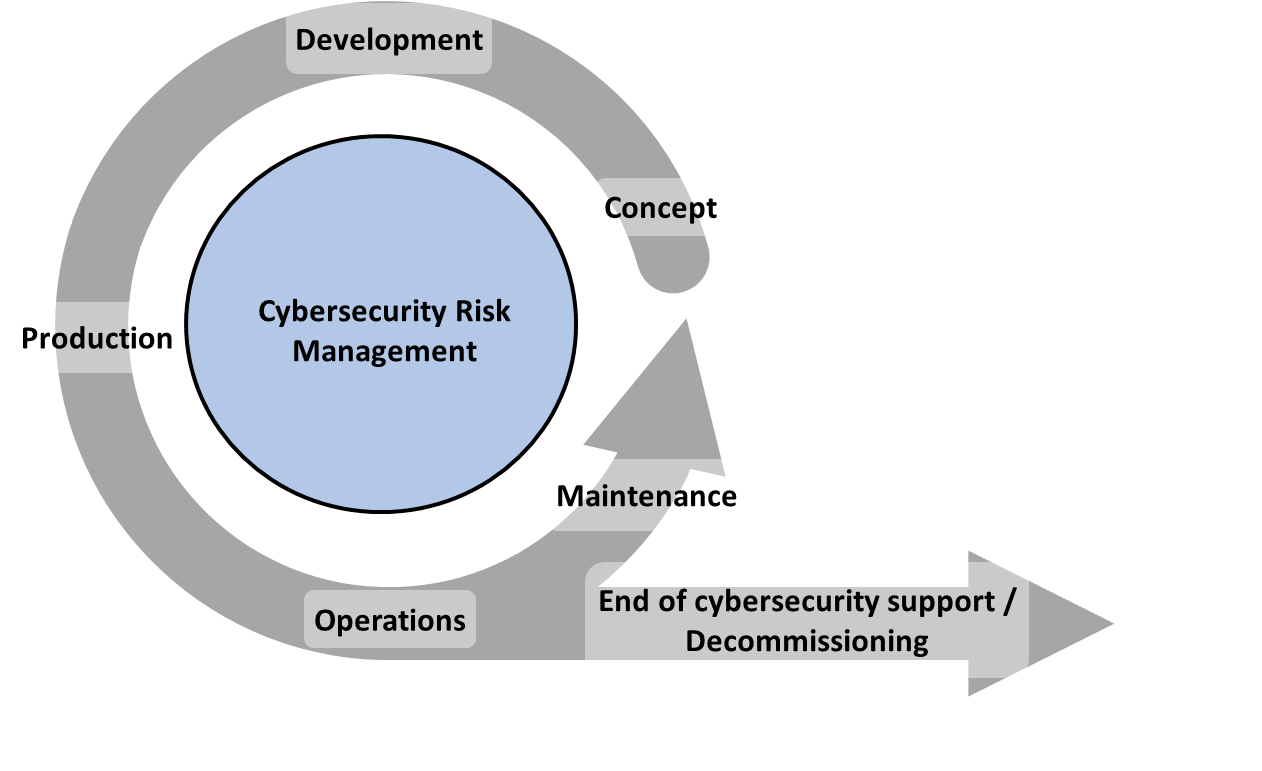 Development
Concept
Cybersecurity Risk
Management
Production
Maintenance
Operations
End of cybersecurity support /
Decommissioning